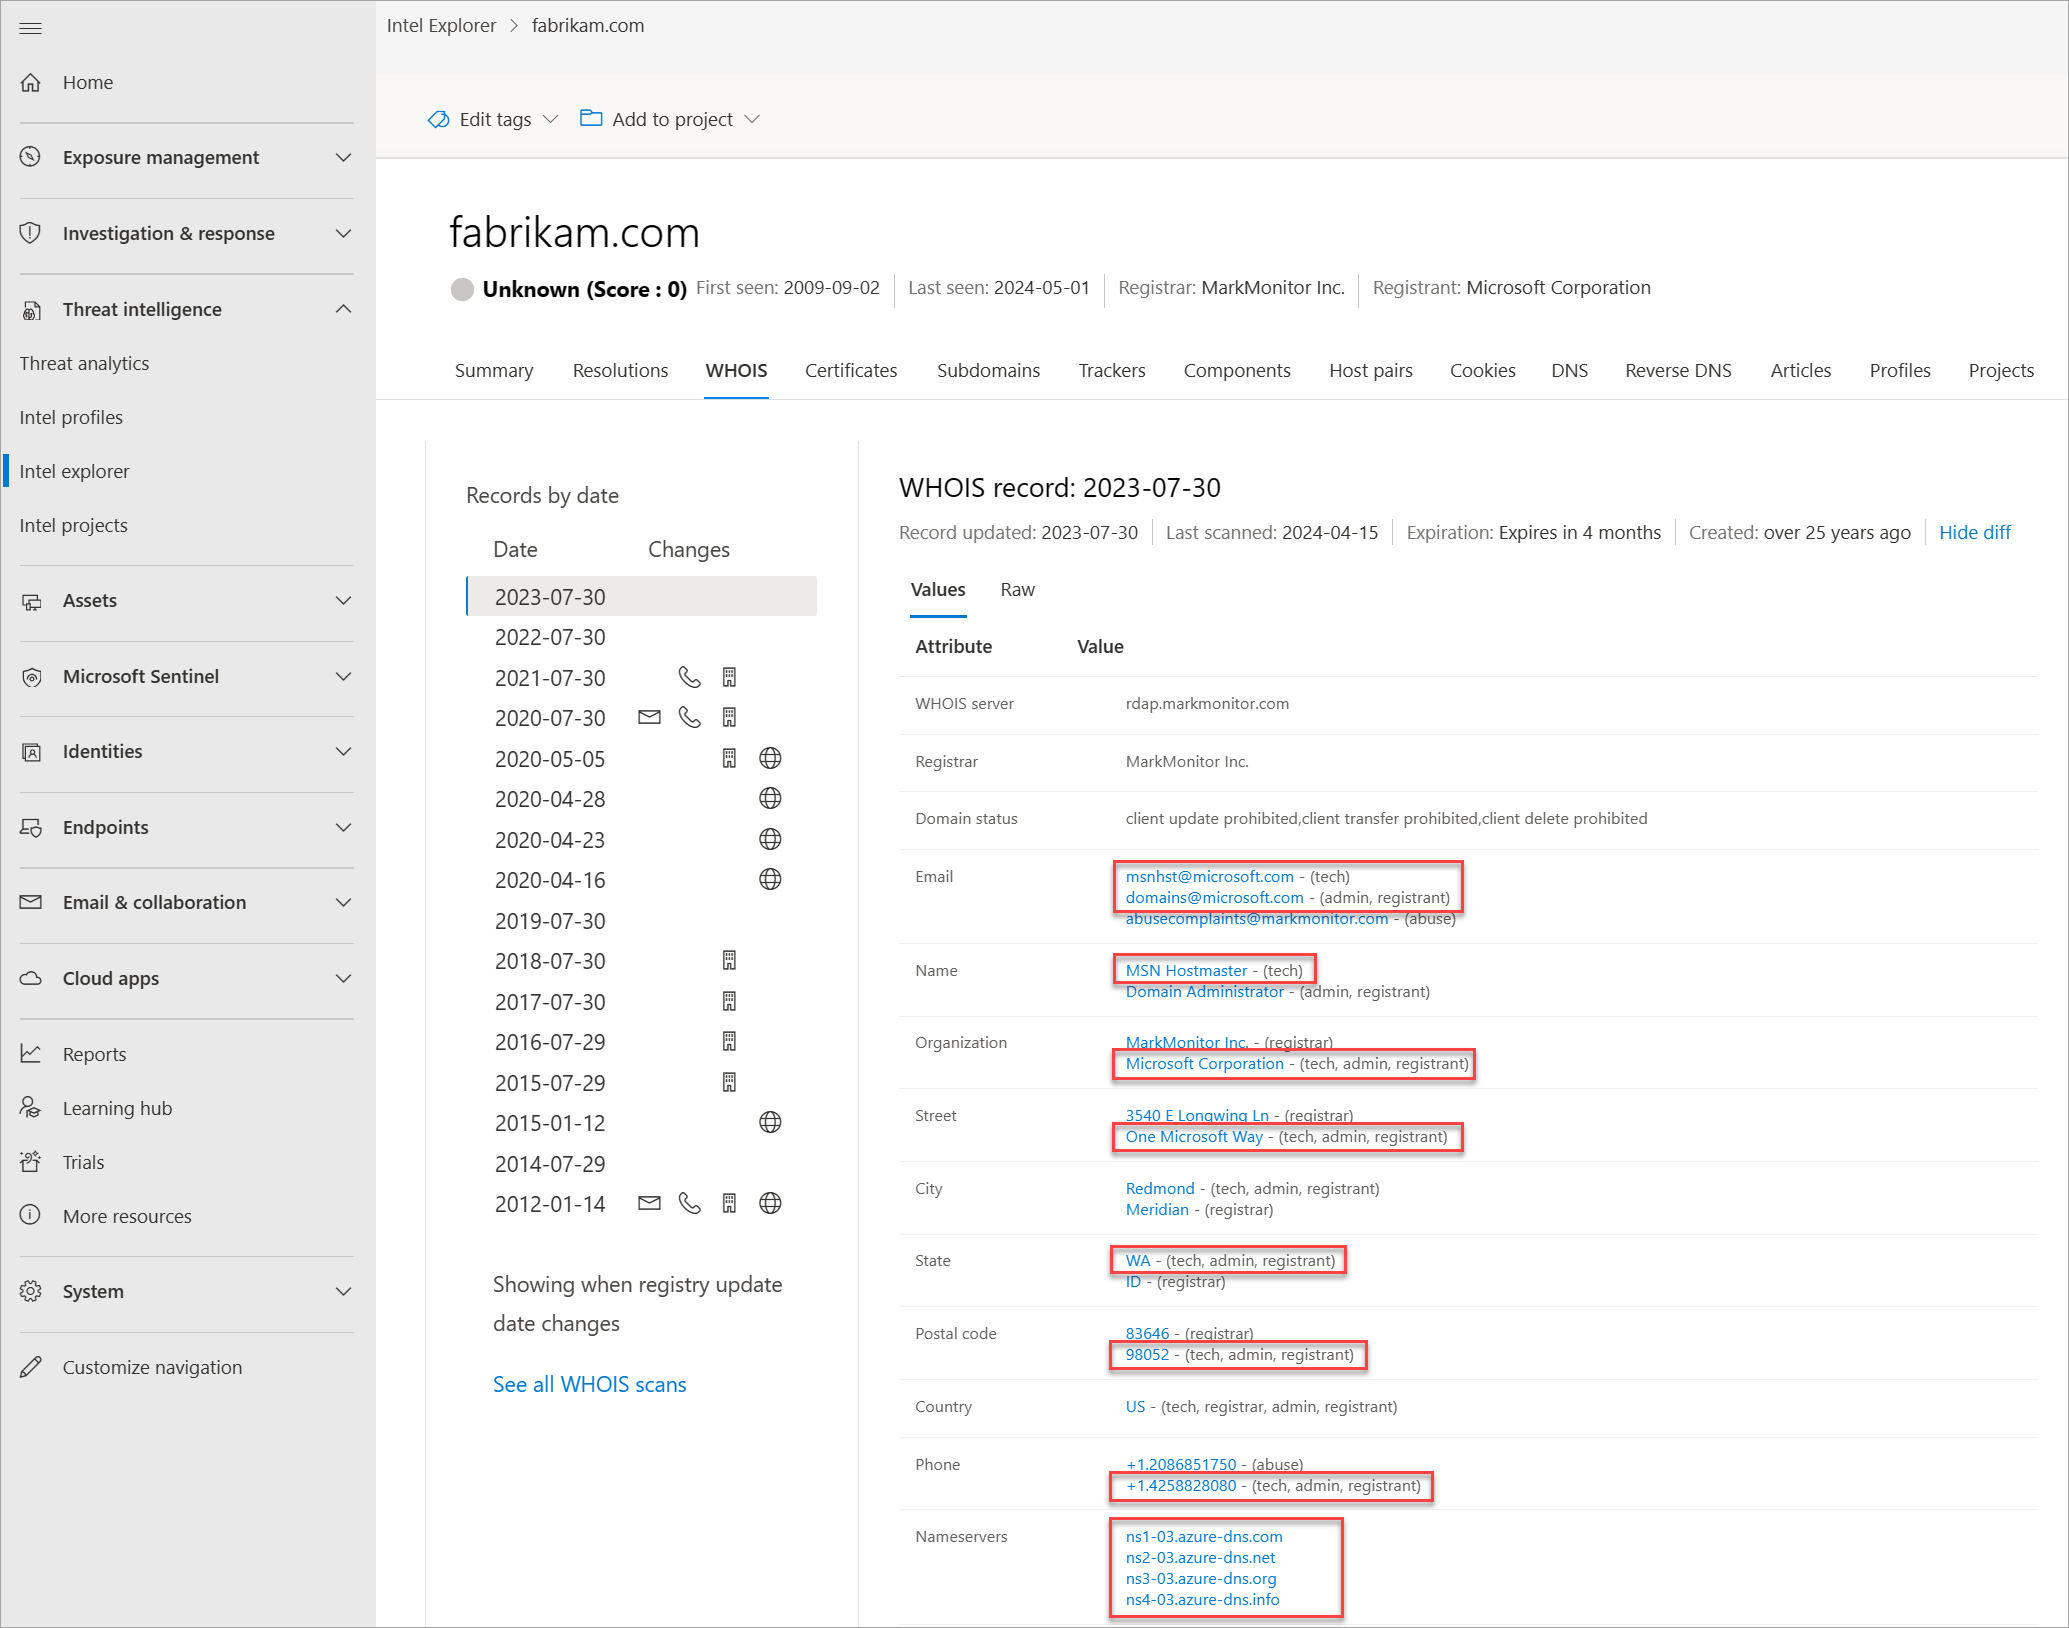 Intel Explorer > fabrikam.com
Home
Exposure management
Investigation & response
Threat intelligence
Threat analytics
Intel profiles
Intel explorer
Intel projects
Assets
Microsoft Sentinel
Identities
Endpoints
Email & collaboration
Cloud apps
Reports
Learning hub
Trials
More resources
System
Customize navigation
Edit tags
Add to project
fabrikam.com
Unknown (Score : 0) First seen: 2009-09-02 Last seen: 2024-05-01 Registrar: MarkMonitor Inc. Registrant: Microsoft Corporation
Summary Resolutions WHOIS Certificates Subdomains Trackers Components Host pairs Cookies DNS Reverse DNS Articles Profiles Projects
Records by date
Date Changes
2023-07-30
2022-07-30
2021-07-30
2020-07-30
2020-05-05
2020-04-28
2020-04-23
2020-04-16
2019-07-30
2018-07-30
2017-07-30
2016-07-29
2015-07-29
2015-01-12
2014-07-29
2012-01-14
Showing when registry update
date changes
See all WHOIS scans
WHOIS record: 2023-07-30
Record updated: 2023-07-30 Last scanned: 2024-04-15 Expiration: Expires in 4 months Created: over 25 years ago Hide diff
Values Raw
Attribute Value
WHOIS server rdap.markmonitor.com
Registrar MarkMonitor Inc.
Domain status client update prohibited,client transfer prohibited,client delete prohibited
Email msnhst@microsoft.com - (tech)
domains@microsoft.com - (admin, registrant)
abusecomplaints@markmonitor.com - (abuse)
Name MSN Hostmaster - (tech)
Domain Administrator - (admin, registrant)
Organization MarkMonitor Inc. - (registrar)
Microsoft Corporation - (tech, admin, registrant)
Street 3540 E Longwing Ln - (registrar)
One Microsoft Way - (tech, admin, registrant)
City Redmond - (tech, admin, registrant)
Meridian - (registrar)
State WA - (tech, admin, registrant)
ID - (registrar)
Postal code 83646 - (registrar)
98052 - (tech, admin, registrant)
Country US - (tech, registrar, admin, registrant)
Phone +1.2086851750 - (abuse)
+1.4258828080 - (tech, admin, registrant)
Nameservers ns1-03.azure-dns.com
ns2-03.azure-dns.net
ns3-03.azure-dns.org
ns4-03.azure-dns.info